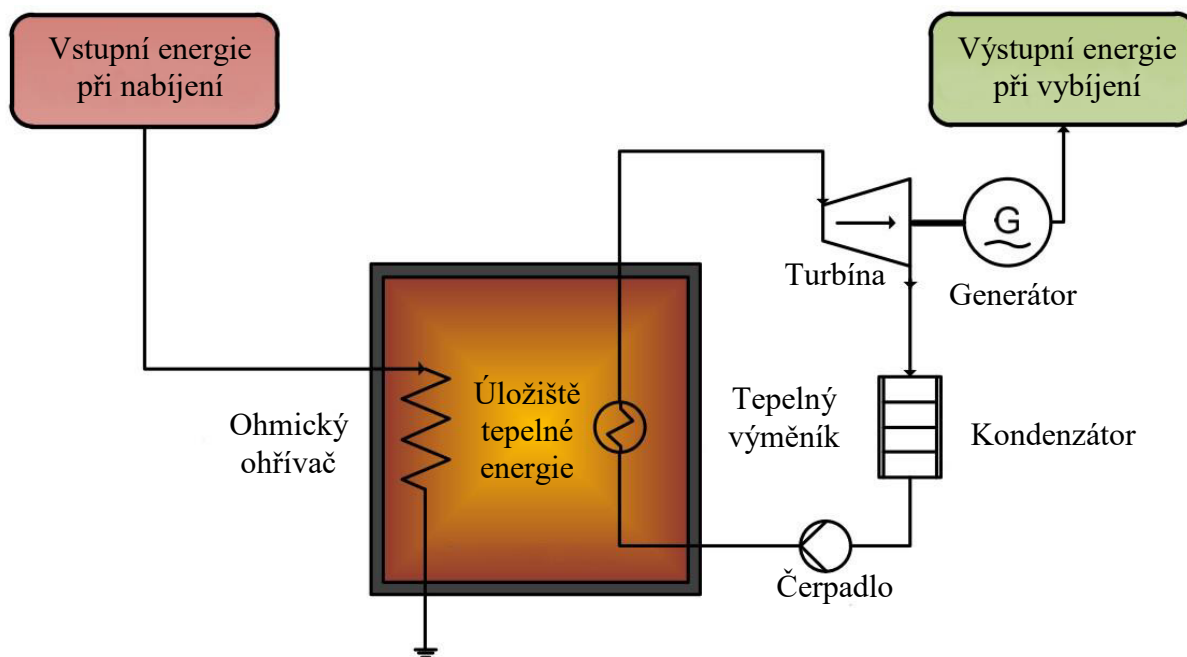 Vstupní energie
při nabíjení
Výstupní energie
při vybíjení
G
Turbína
Generátor
Ohmický
ohřívač
Úložiště
tepelné
energie
Tepelný
výměník
Kondenzátor
Čerpadlo